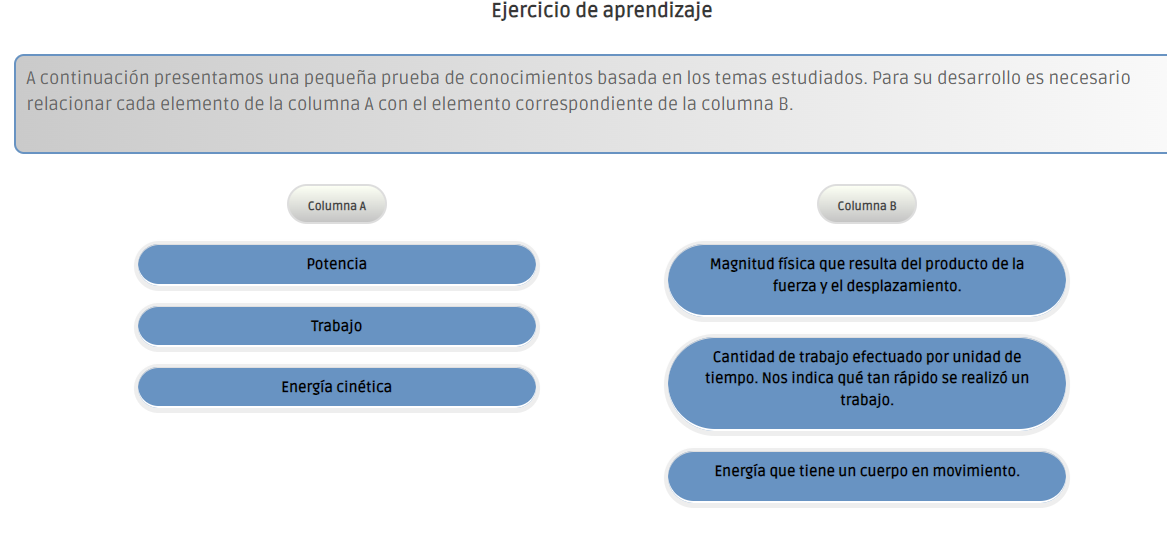 Ejercicio de aprendizaje
A continuación presentamos una pequeña prueba de conocimientos basada en los temas estudiados. Para su desarrollo es necesario
relacionar cada elemento de la columna A con el elemento correspondiente de la columna B.
Columna A
Columna B
Potencia
Trabajo
Energía cinética
Magnitud física que resulta del producto de la
fuerza y el desplazamiento.
Cantidad de trabajo efectuado por unidad de
tiempo. Nos indica qué tan rápido se realizó un
trabajo.
Energía que tiene un cuerpo en movimiento.